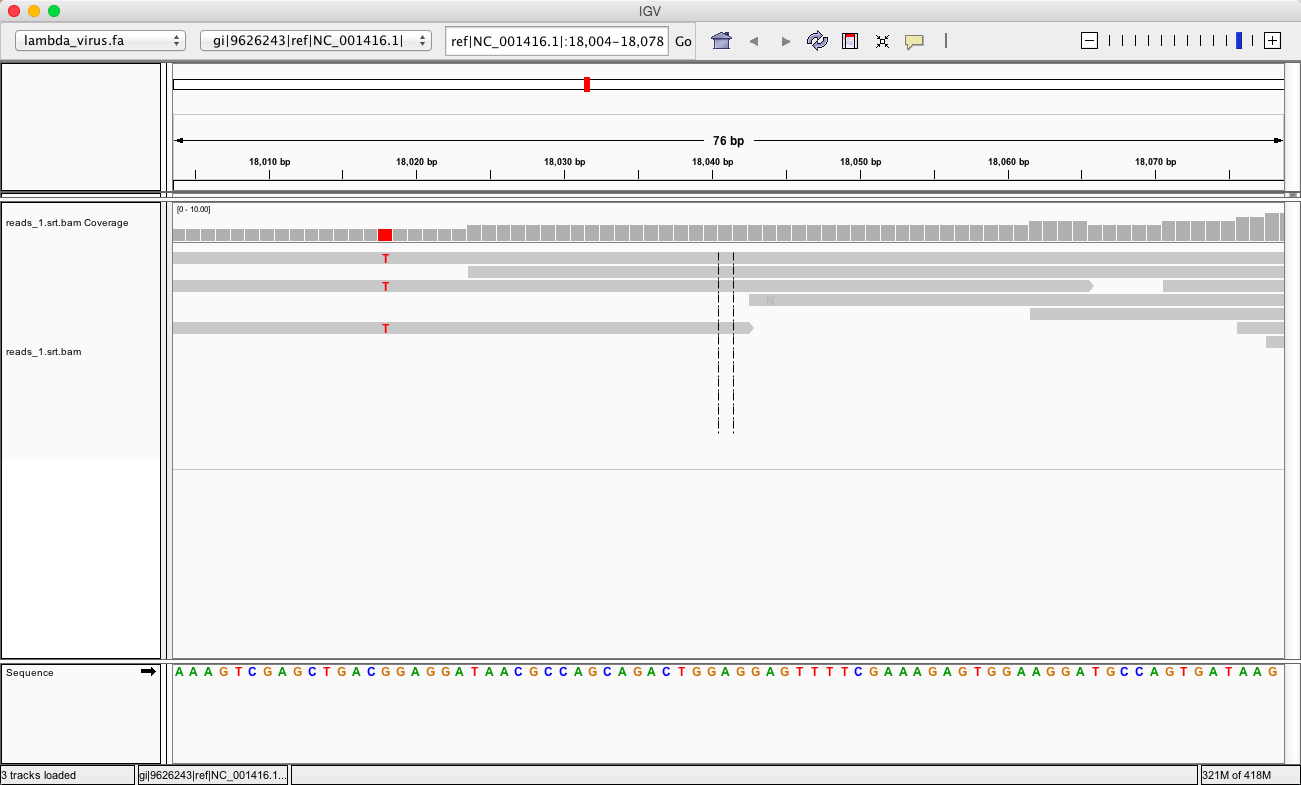 IGV
lambda_virus.fa gi|9626243|ref|NC_001416.1| ref|NC_001416.1|:18,004-18,078 Go
76 bp
18,010 bp 18,020 bp 18,030 bp 18,040 bp 18,050 bp 18,060 bp 18,070 bp
[0 - 10.00]
reads_1.srt.bam Coverage
T
T
N
T
reads_1.srt.bam
Sequence A A A G T C G A G C T G A C G G A G G A T A A C G C C A G C A G A C T G G A G G A G T T T T C G A A A G A G T G G A A G G A T G C C A G T G A T A A G
3 tracks loaded gi|9626243|ref|NC_001416.1... 321M of 418M